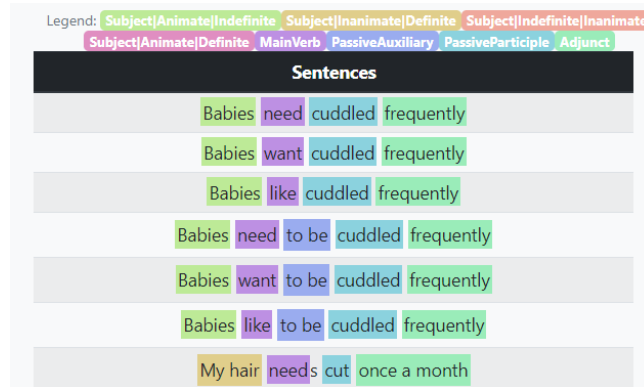 Legend: Subject|Animate|Indefinite Subject|Inanimate|Definite Subject|Indefinite|Inanimate
Subject|Animate|Definite MainVerb PassiveAuxiliary PassiveParticiple Adjunct
Sentences
Babies need cuddled frequently
Babies want cuddled frequently
Babies like cuddled frequently
Babies need to be cuddled frequently
Babies want to be cuddled frequently
Babies like to be cuddled frequently
My hair needs cut once a month